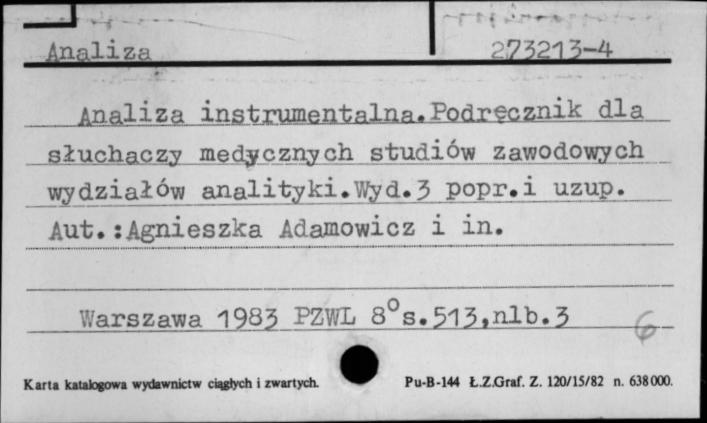 Analiza 273213-4
Analiza instrumentalna.Podręcznik dla
słuchaczy medycznych studiów zawodowych
wydziałów analityki.Wyd.3 popr.i uzup.
Aut.:Agnieszka Adamowicz i in.
Warszawa 1983 PZWL 8°s.513,nlb.3
6
Karta katalogowa wydawnictw ciągłych i zwartych. Pu-B-144 Ł.Z.Graf. Z. 120/15/82 n. 638000.